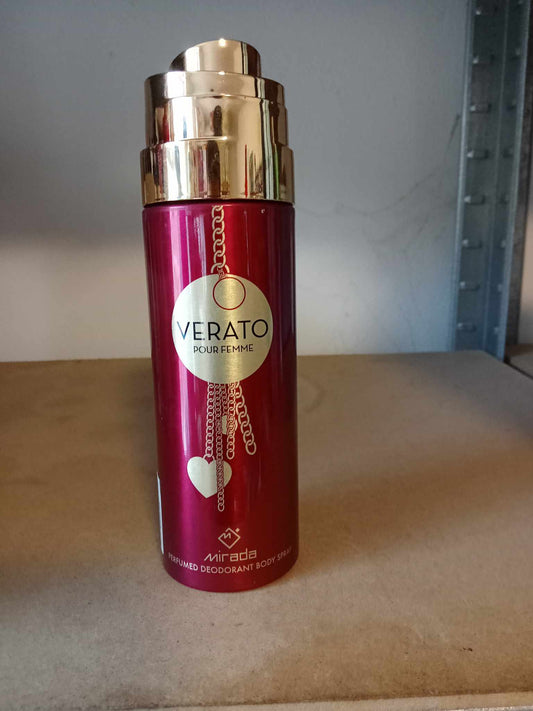 VERATO
POUR FEMME
Mirada
PERFUMED DEODORANT BODY SPRAY